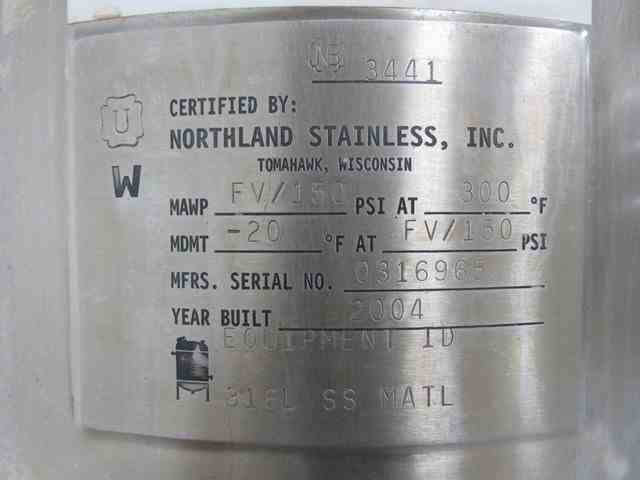 NB 3441
U CERTIFIED BY:
NORTHLAND STAINLESS, INC.
TOMAHAWK, WISCONSIN
W
MAWP FV/150 PSI AT 300 °F
MDMT -20 °F AT FV/150 PSI
MFRS. SERIAL NO. 0316965
YEAR BUILT 2004
EQUIPMENT ID
316L SS MATL